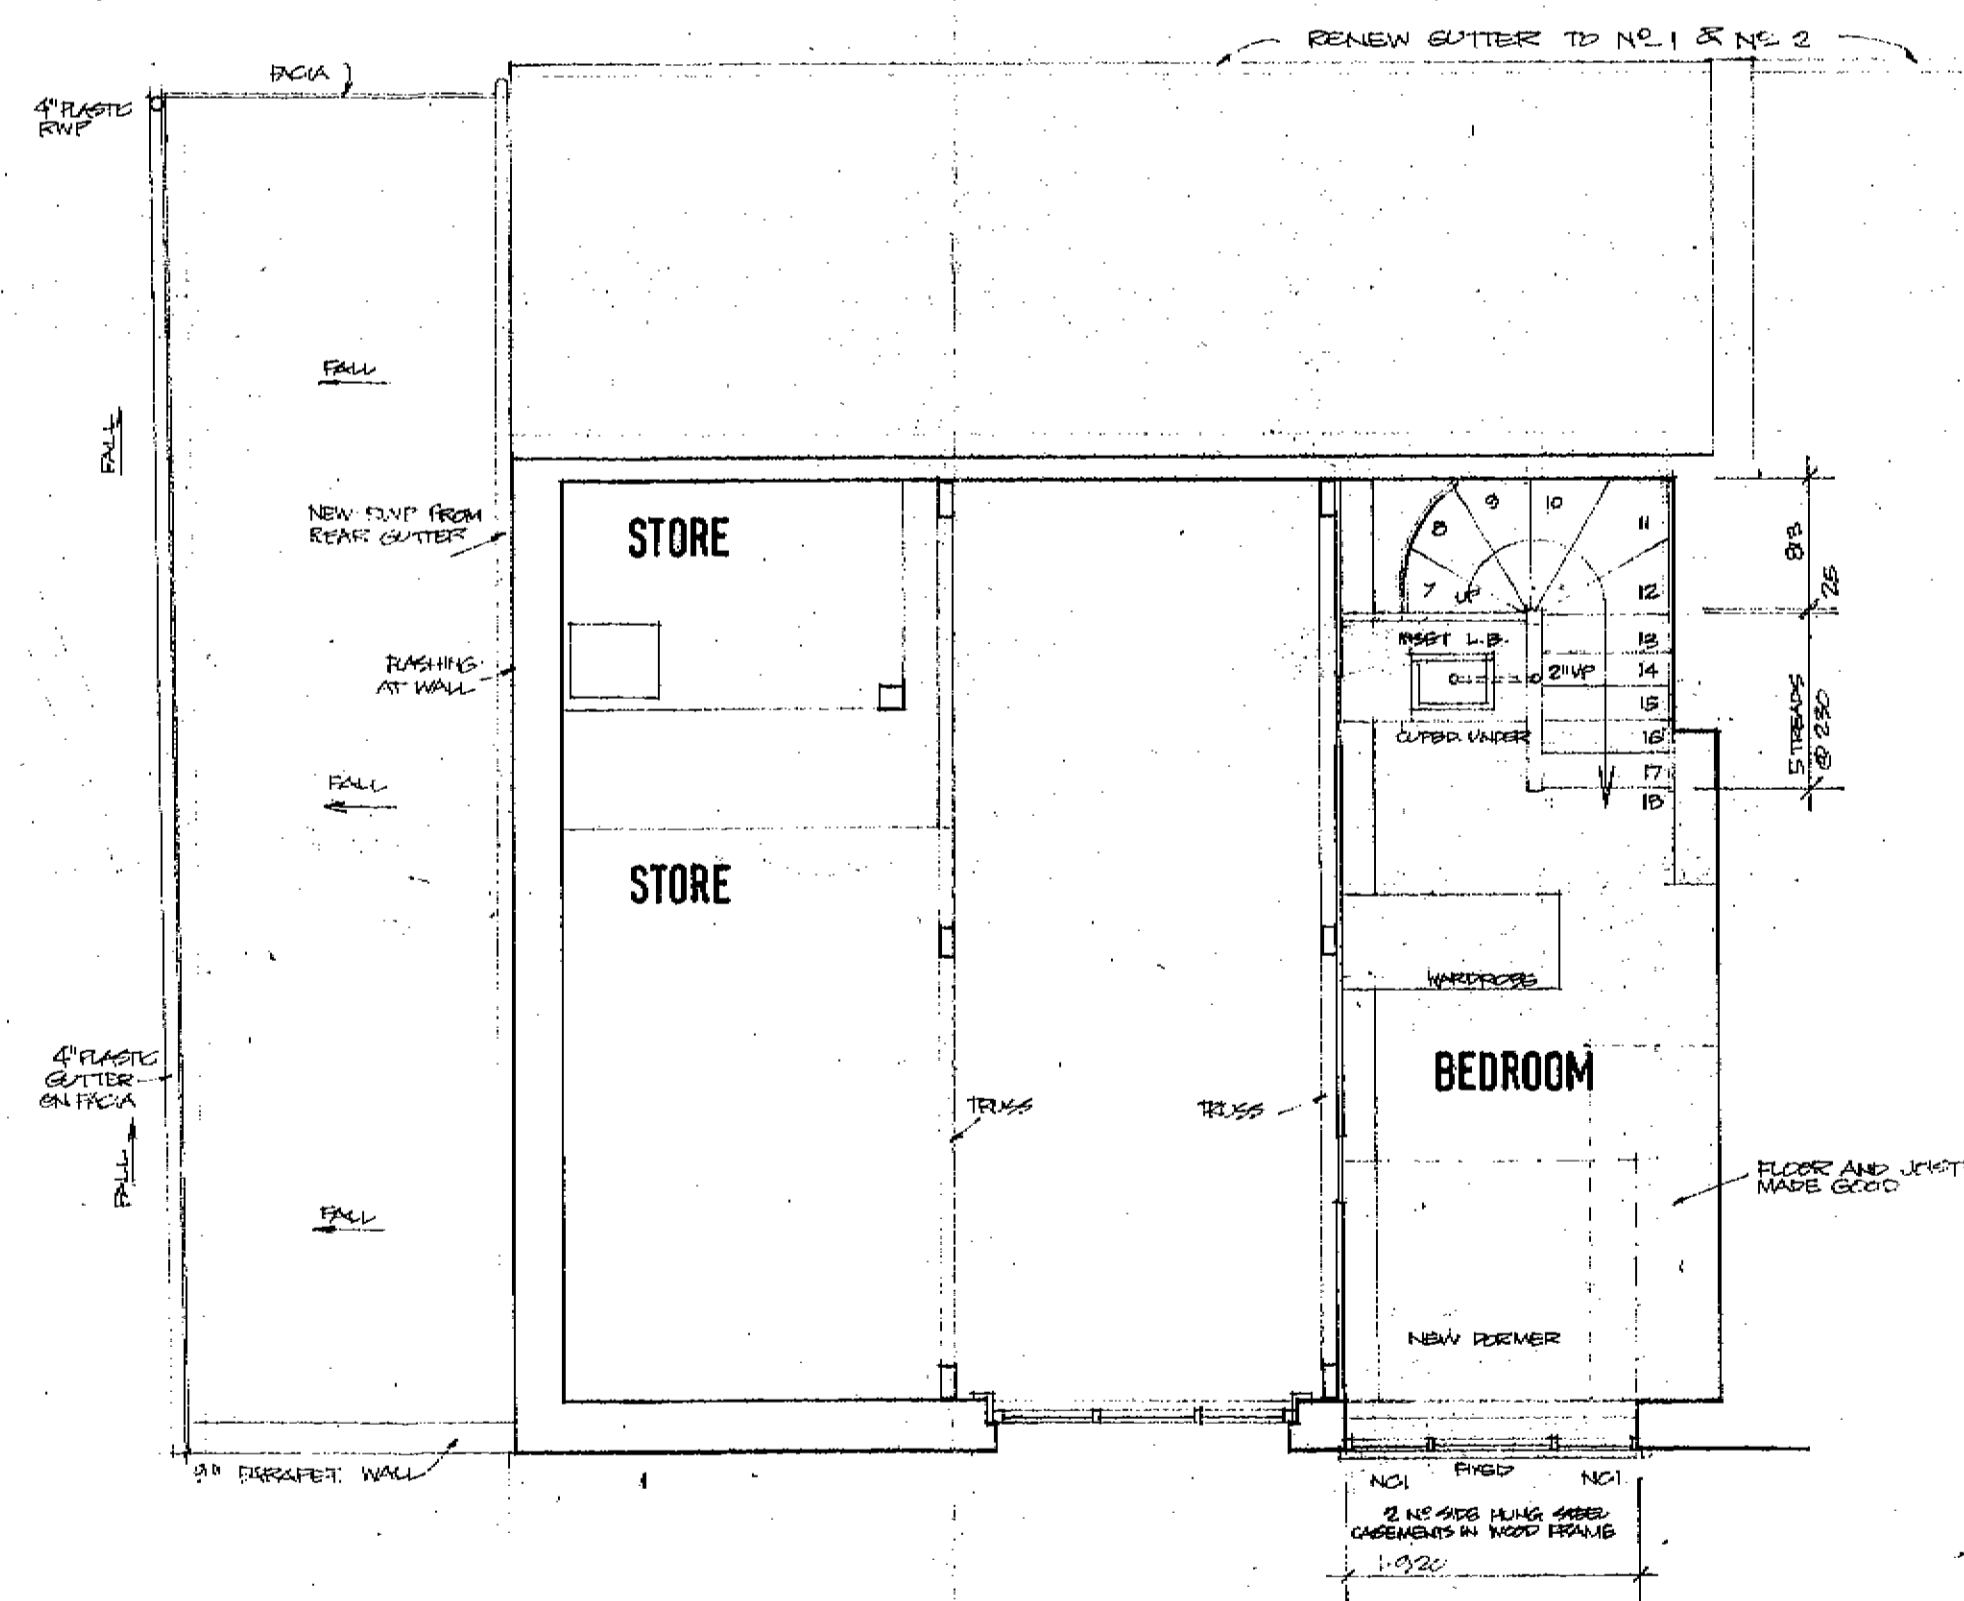 RENEW GUTTER TO Nº 1 & Nº 2
FACIA
4" PLASTIC
RWP
FALL
FALL
NEW RWP FROM
REAR GUTTER
STORE
7
8
9
10
11
12
13
14
15
16
17
18
UP
INSET L.B.
2" VP
CUPBD. UNDER
813
25
5 TREADS
@ 230
FLASHING
AT WALL
FALL
STORE
WARDROBE
BEDROOM
4" PLASTIC
GUTTER
ON FACIA
FALL
TRUSS
TRUSS
FLOOR AND JOIST
MADE GOOD
FALL
NEW DORMER
9" PARAPET WALL
NC1
FIXED
NC1
2 Nº SIDE HUNG STEEL
CASEMENTS IN WOOD FRAME
1.920